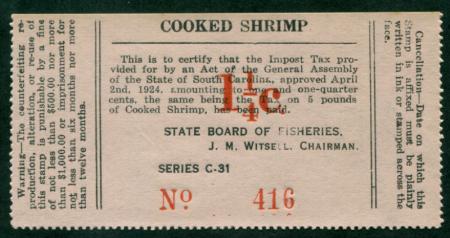 COOKED SHRIMP
This is to certify that the Impost Tax pro-
vided for by an Act of the General Assembly
of the State of South Carolina, approved April
2nd, 1924, amounting to one and one-quarter
cents, the same being the tax on 5 pounds
of Cooked Shrimp, has been paid.
1¼c
STATE BOARD OF FISHERIES.
J. M. WITSELL, CHAIRMAN.
SERIES C-31
No 416
Warning—The counterfeiting re-
production, alteration, or re-use of
this stamp is punishable by a fine
of not less than $500.00 nor more
than $1,000.00 or imprisonment for
not less than six months nor more
than twelve months.
Cancellation—Date on which this
Stamp is affixed must be plainly
written in ink or stamped across the
face.